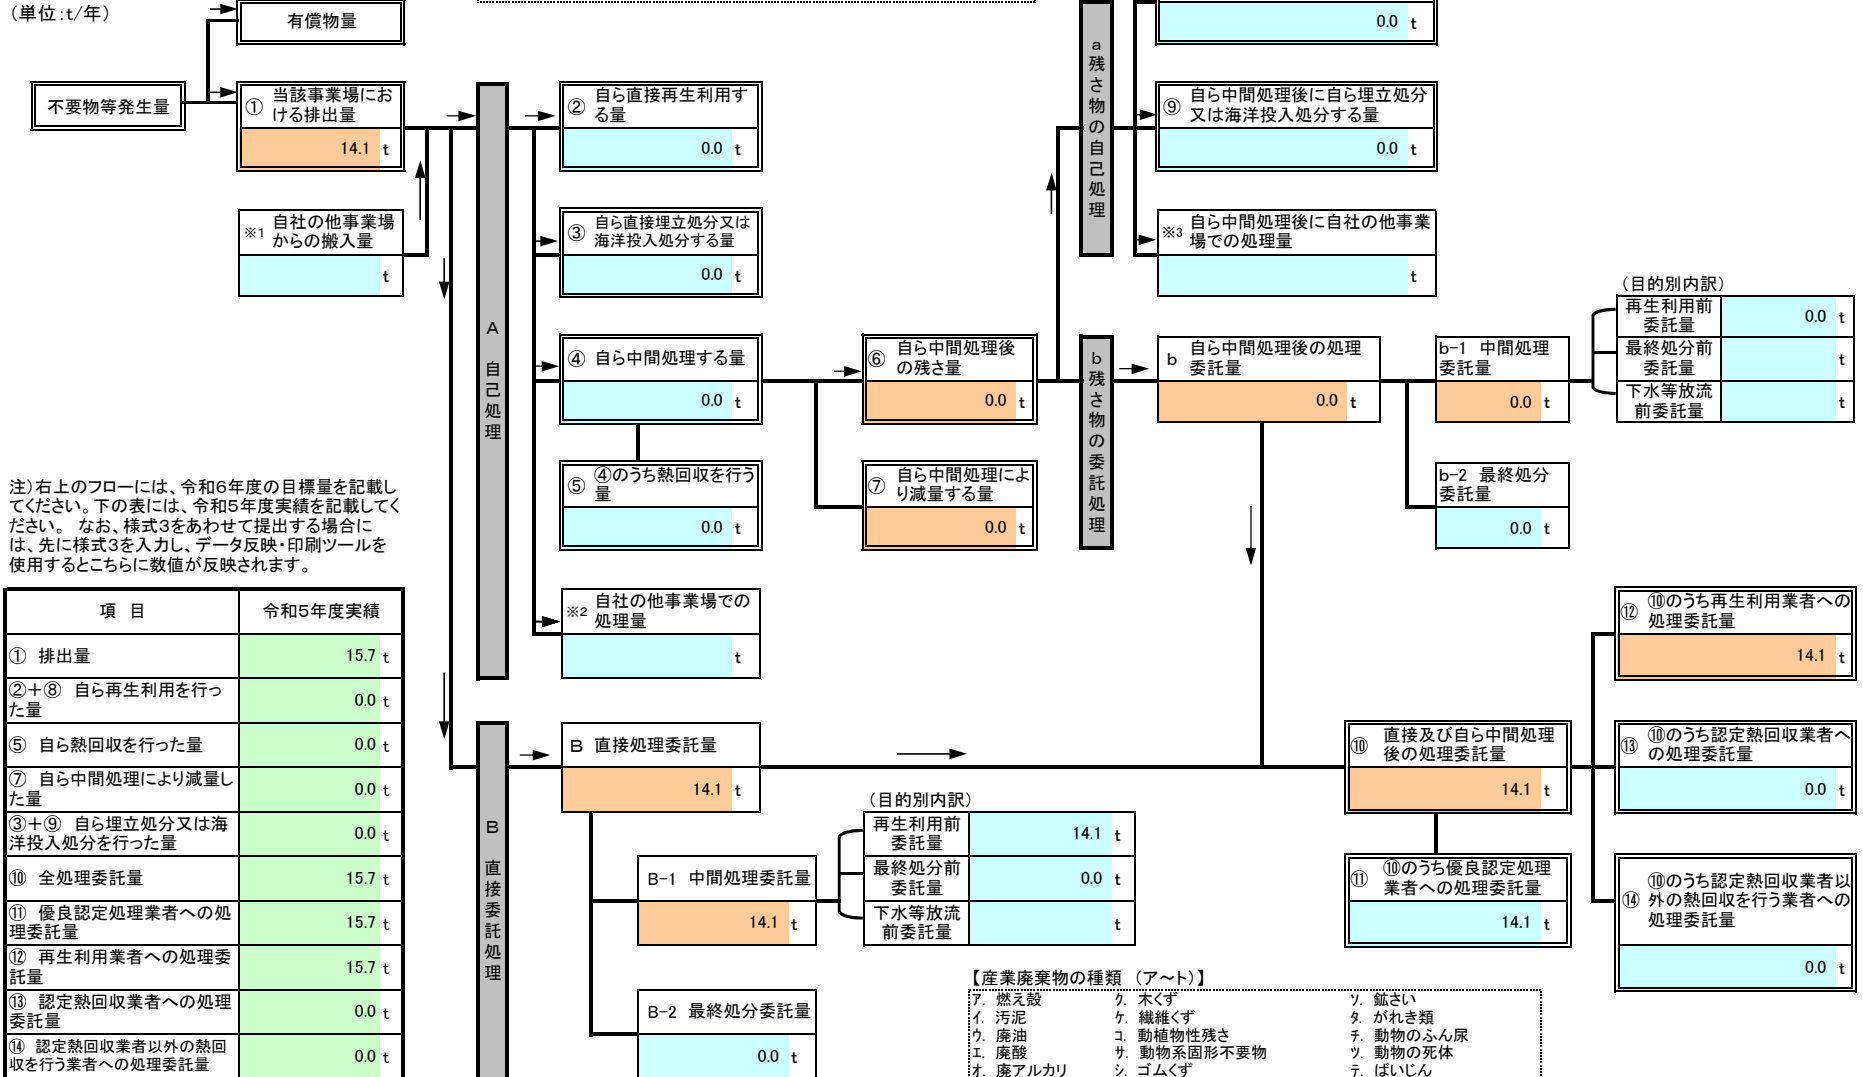 (単位:t/年)
有償物量
0.0 t
不要物等発生量
① 当該事業場にお
ける排出量
14.1 t
※1 自社の他事業場
からの搬入量
t
A 自己処理
② 自ら直接再生利用す
る量
0.0 t
③ 自ら直接埋立処分又は
海洋投入処分する量
0.0 t
④ 自ら中間処理する量
0.0 t
⑤ ④のうち熱回収を行う
量
0.0 t
※2 自社の他事業場での
処理量
t
⑥ 自ら中間処理後
の残さ量
0.0 t
⑦ 自ら中間処理によ
り減量する量
0.0 t
a残さ物の自己処理
⑨ 自ら中間処理後に自ら埋立処分
又は海洋投入処分する量
0.0 t
※3 自ら中間処理後に自社の他事業
場での処理量
t
b残さ物の委託処理
b 自ら中間処理後の処理
委託量
0.0 t
b-1 中間処理
委託量
0.0 t
b-2 最終処分
委託量
0.0 t
(目的別内訳)
再生利用前
委託量
0.0 t
最終処分前
委託量
t
下水等放流
前委託量
t
注)右上のフローには、令和6年度の目標量を記載し
てください。下の表には、令和5年度実績を記載してく
ださい。 なお、様式3をあわせて提出する場合に
は、先に様式3を入力し、データ反映・印刷ツールを
使用するとこちらに数値が反映されます。
項 目 令和5年度実績
① 排出量 15.7 t
②+⑧ 自ら再生利用を行っ
た量 0.0 t
⑤ 自ら熱回収を行った量 0.0 t
⑦ 自ら中間処理により減量し
た量 0.0 t
③+⑨ 自ら埋立処分又は海
洋投入処分を行った量 0.0 t
⑩ 全処理委託量 15.7 t
⑪ 優良認定処理業者への処
理委託量 15.7 t
⑫ 再生利用業者への処理委
託量 15.7 t
⑬ 認定熱回収業者への処理
委託量 0.0 t
⑭ 認定熱回収業者以外の熱回
収を行う業者への処理委託量 0.0 t
B 直接委託処理
B 直接処理委託量
14.1 t
B-1 中間処理委託量
14.1 t
B-2 最終処分委託量
0.0 t
(目的別内訳)
再生利用前
委託量
14.1 t
最終処分前
委託量
0.0 t
下水等放流
前委託量
t
⑩ 直接及び自ら中間処理
後の処理委託量
14.1 t
⑪ ⑩のうち優良認定処理
業者への処理委託量
14.1 t
⑫ ⑩のうち再生利用業者への
処理委託量
14.1 t
⑬ ⑩のうち認定熱回収業者へ
の処理委託量
0.0 t
⑭ ⑩のうち認定熱回収業者以
外の熱回収を行う業者への
処理委託量
0.0 t
【産業廃棄物の種類 (ア~ト)】
ア. 燃え殻 ク. 木くず ソ. 鉱さい
イ. 汚泥 ケ. 繊維くず タ. がれき類
ウ. 廃油 コ. 動植物性残さ チ. 動物のふん尿
エ. 廃酸 サ. 動物系固形不要物 ツ. 動物の死体
オ. 廃アルカリ シ. ゴムくず テ. ばいじん